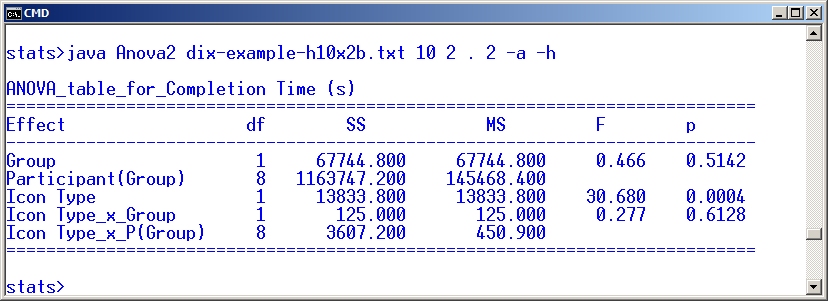 CMD
stats>java Anova2 dix-example-h10x2b.txt 10 2 . 2 -a -h
ANOVA_table_for_Completion Time (s)
==========================================================================
Effect df SS MS F p
--------------------------------------------------------------------------
Group 1 67744.800 67744.800 0.466 0.5142
Participant(Group) 8 1163747.200 145468.400
Icon Type 1 13833.800 13833.800 30.680 0.0004
Icon Type_x_Group 1 125.000 125.000 0.277 0.6128
Icon Type_x_P(Group) 8 3607.200 450.900
==========================================================================
stats>